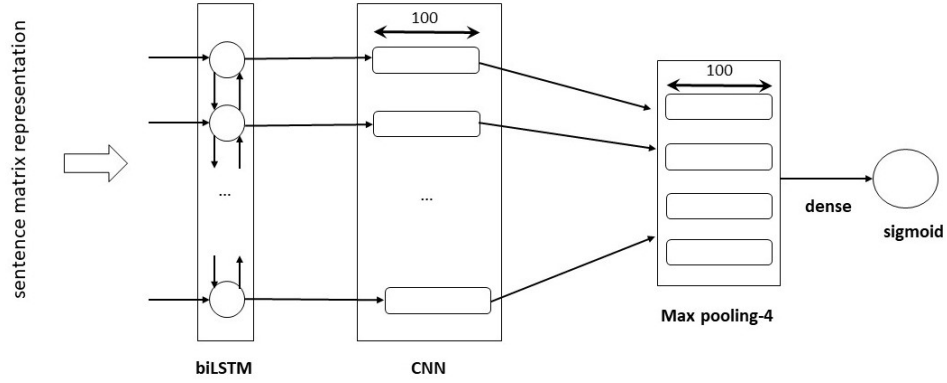 sentence matrix representation
100
100
...
...
dense
sigmoid
Max pooling-4
biLSTM
CNN